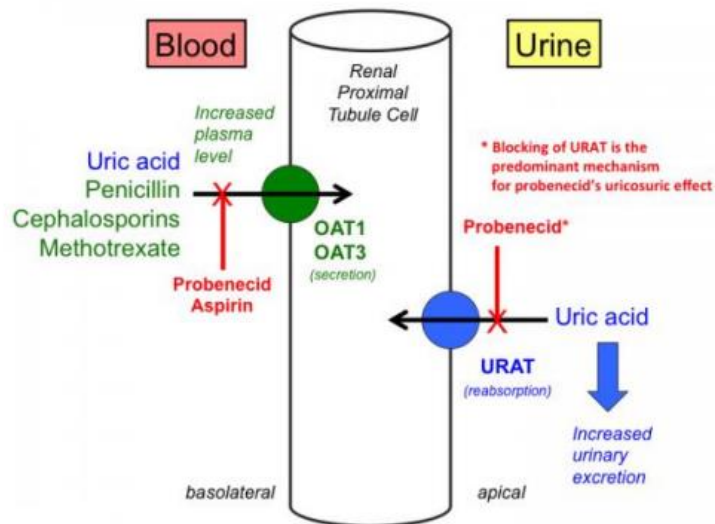 Blood
Urine
Renal
Proximal
Tubule Cell
Increased
plasma
level
Uric acid
Penicillin
Cephalosporins
Methotrexate
OAT1
OAT3
(secretion)
Probenecid
Aspirin
* Blocking of URAT is the
predominant mechanism
for probenecid's uricosuric effect
Probenecid*
Uric acid
URAT
(reabsorption)
Increased
urinary
excretion
basolateral
apical